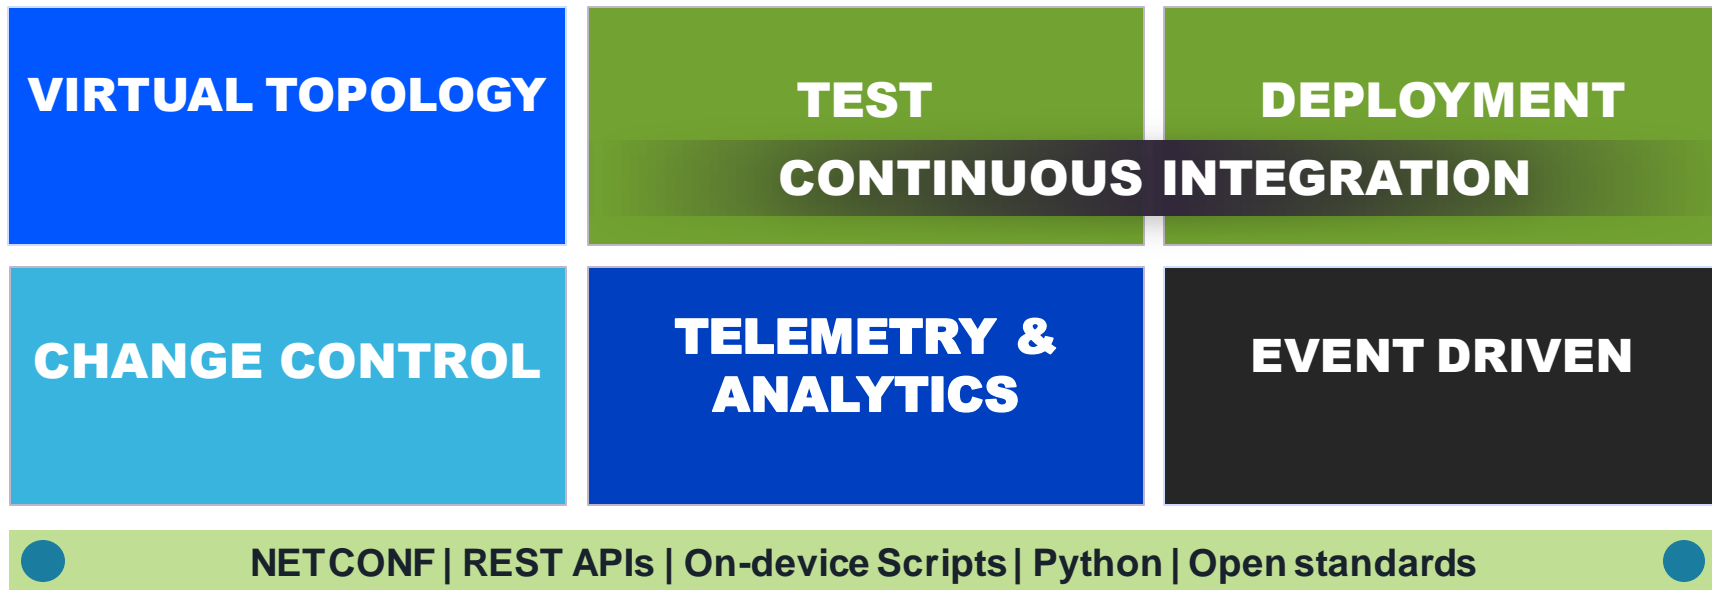 VIRTUAL TOPOLOGY
TEST
DEPLOYMENT
CONTINUOUS INTEGRATION
CHANGE CONTROL
TELEMETRY &
ANALYTICS
EVENT DRIVEN
NETCONF | REST APIs | On-device Scripts | Python | Open standards